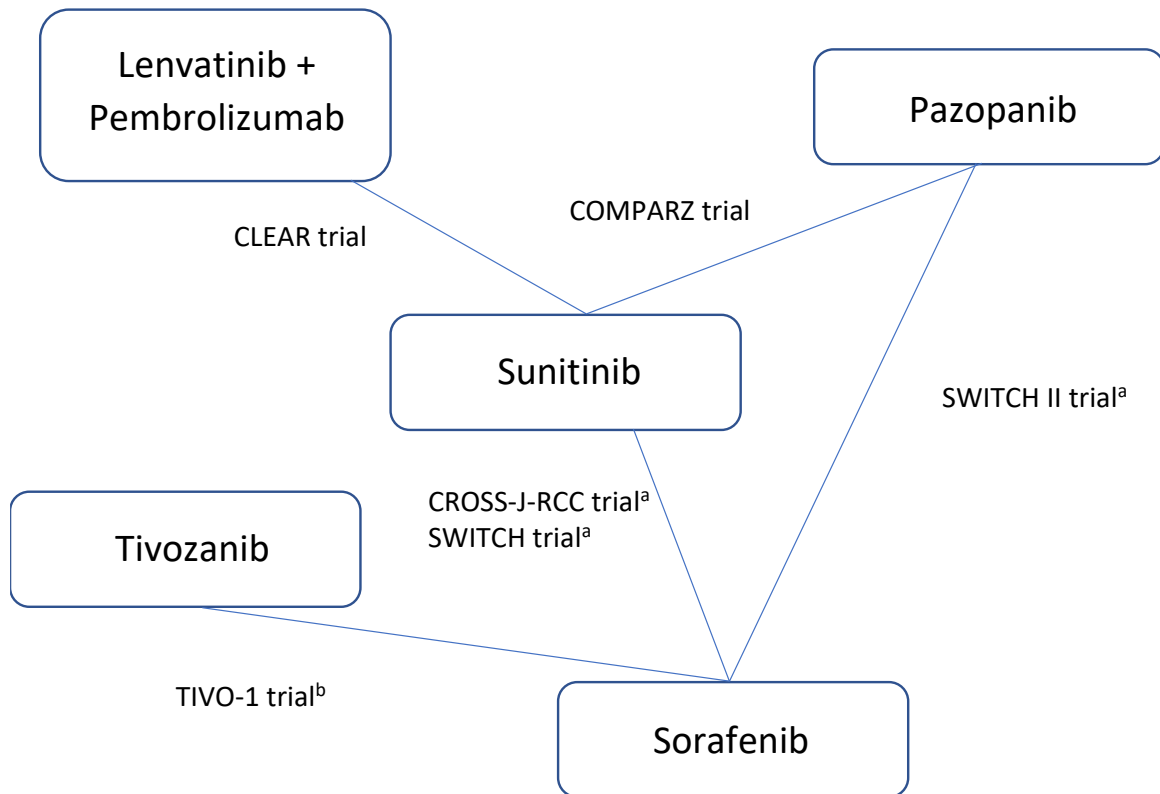 Lenvatinib +
Pembrolizumab
Pazopanib
COMPARZ trial
CLEAR trial
Sunitinib
SWITCH II trialᵃ
CROSS-J-RCC trialᵃ
SWITCH trialᵃ
Tivozanib
TIVO-1 trialᵇ
Sorafenib